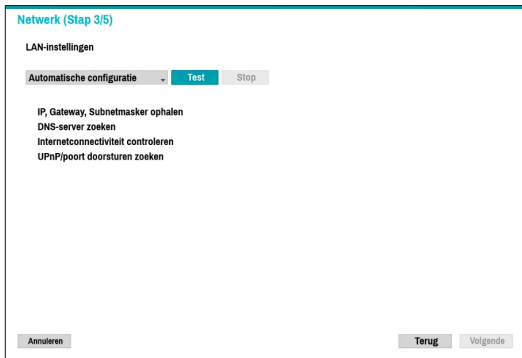 Netwerk (Stap 3/5)
LAN-instellingen
Automatische configuratie Test Stop
IP, Gateway, Subnetmasker ophalen
DNS-server zoeken
Internetconnectiviteit controleren
UPnP/poort doorsturen zoeken
Annuleren Terug Volgende